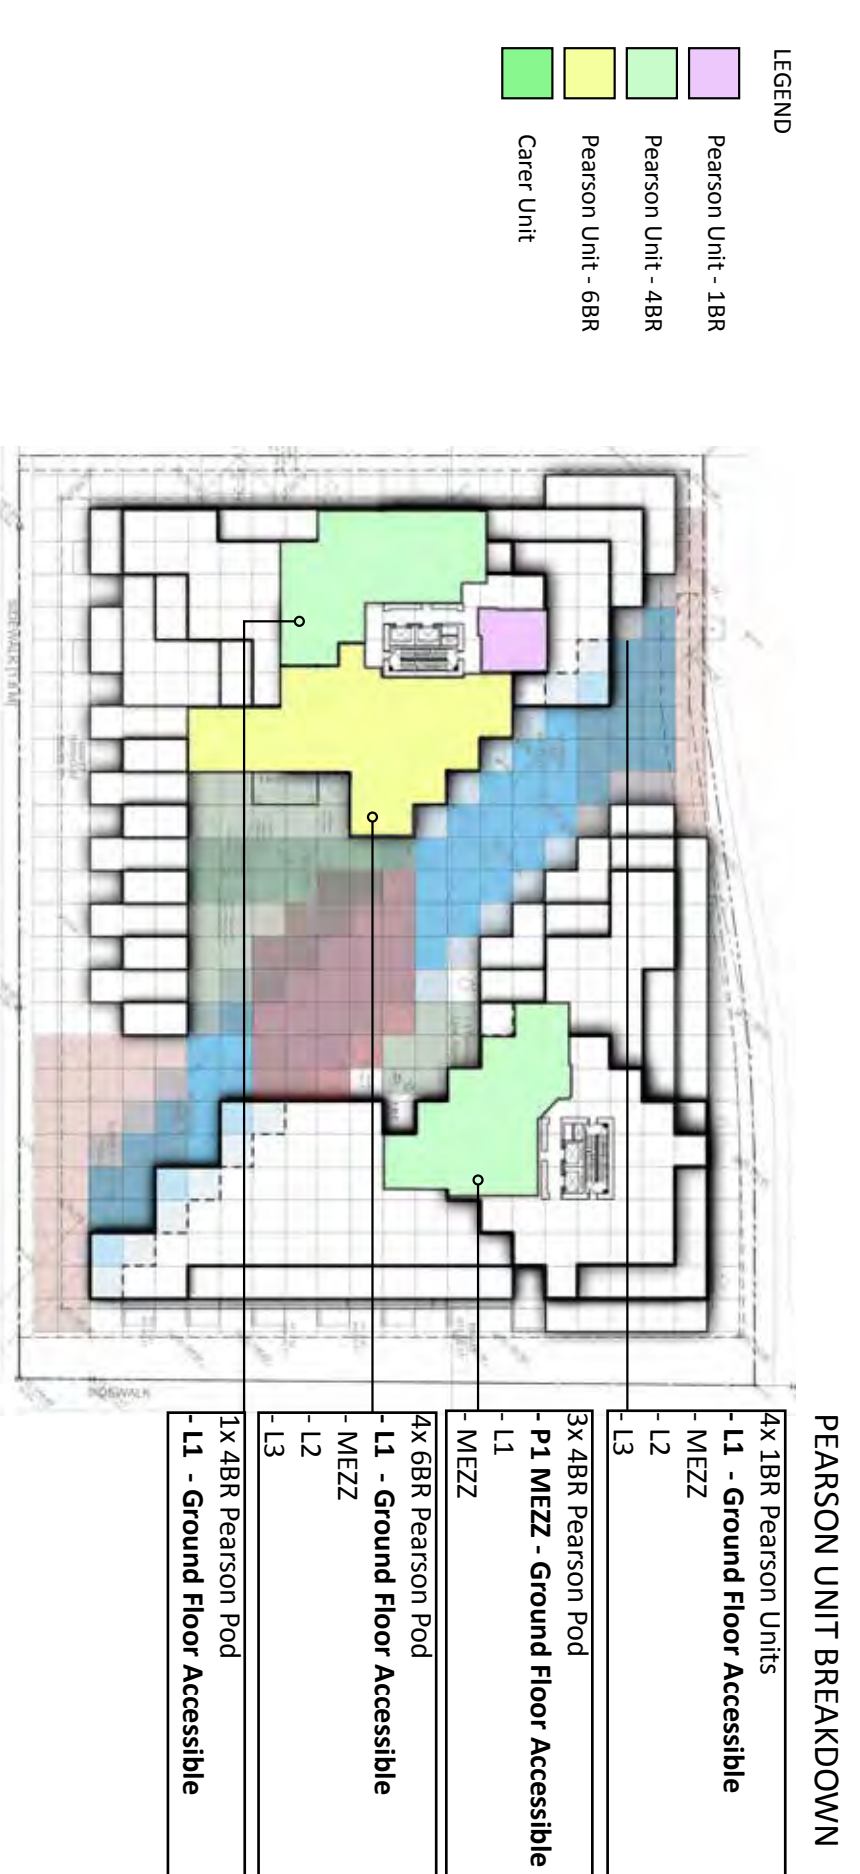 PEARSON UNIT BREAKDOWN
LEGEND
Pearson Unit - 1BR
Pearson Unit - 4BR
Pearson Unit - 6BR
Carer Unit
SIDEWALK
4x 1BR Pearson Units
- L1 - Ground Floor Accessible
- MEZZ
- L2
- L3
3x 4BR Pearson Pod
- P1 MEZZ - Ground Floor Accessible
- L1
- MEZZ
4x 6BR Pearson Pod
- L1 - Ground Floor Accessible
- MEZZ
- L2
- L3
1x 4BR Pearson Pod
- L1 - Ground Floor Accessible